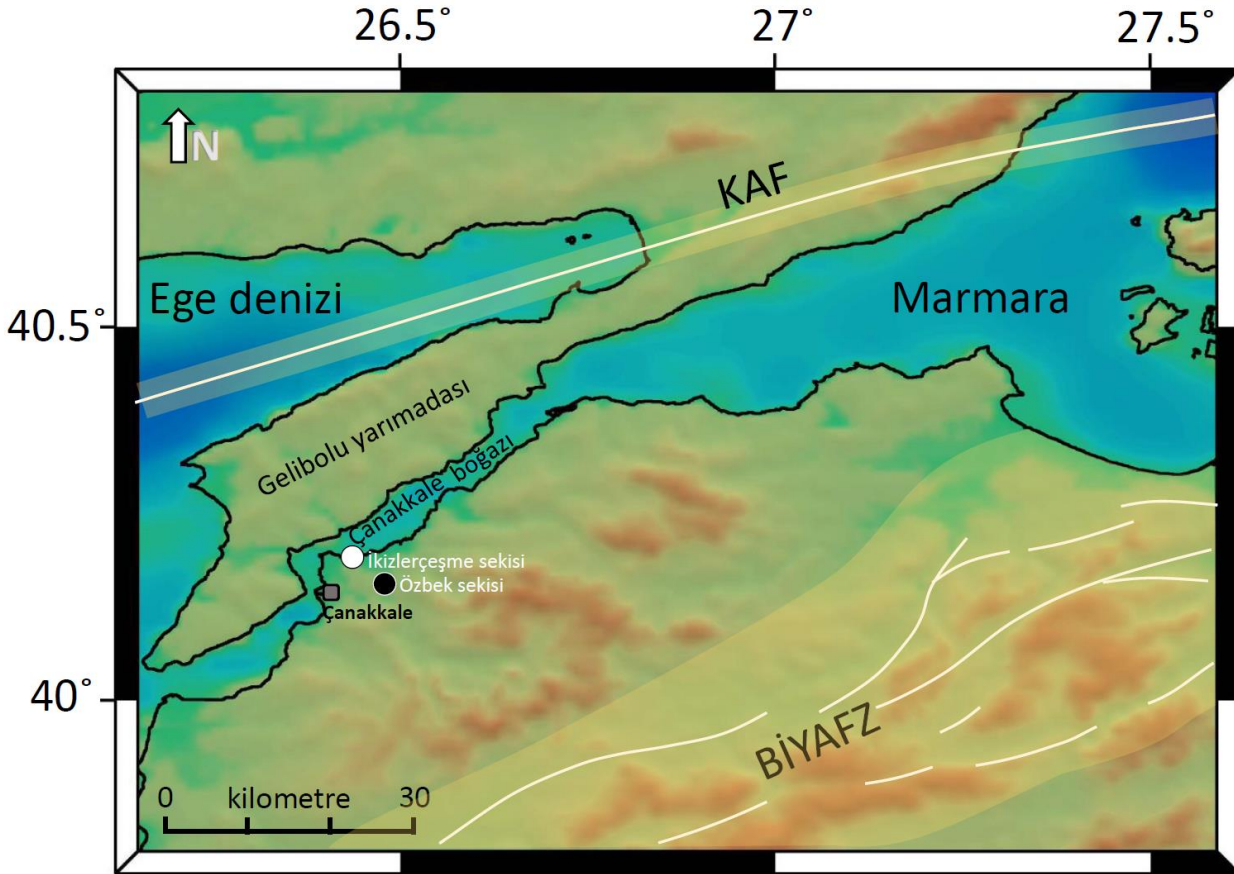 26.5° 27° 27.5°
N
KAF
Ege denizi
Marmara
40.5°
Gelibolu yarımadası
Çanakkale boğazı
İkizlerçeşme sekisi
Özbek sekisi
Çanakkale
40°
BİYAFZ
0 kilometre 30